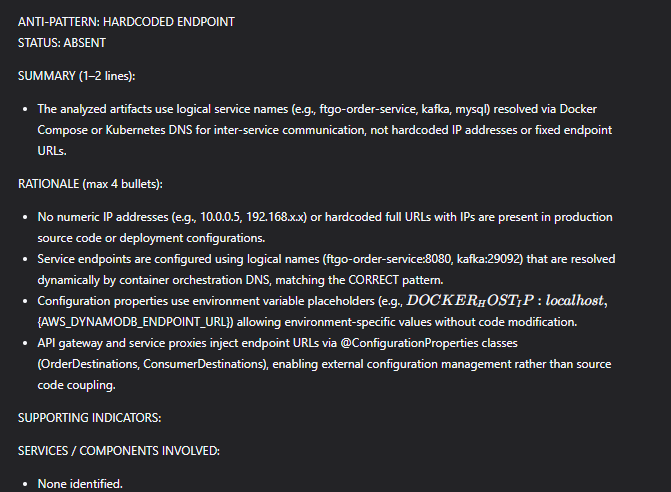 ANTI-PATTERN: HARDCODED ENDPOINT
STATUS: ABSENT
SUMMARY (1–2 lines):
• The analyzed artifacts use logical service names (e.g., ftgo-order-service, kafka, mysql) resolved via Docker
Compose or Kubernetes DNS for inter-service communication, not hardcoded IP addresses or fixed endpoint
URLs.
RATIONALE (max 4 bullets):
• No numeric IP addresses (e.g., 10.0.0.5, 192.168.x.x) or hardcoded full URLs with IPs are present in production
source code or deployment configurations.
• Service endpoints are configured using logical names (ftgo-order-service:8080, kafka:29092) that are resolved
dynamically by container orchestration DNS, matching the CORRECT pattern.
• Configuration properties use environment variable placeholders (e.g., DOCKER_HOST_IP : localhost,
{AWS_DYNAMODB_ENDPOINT_URL}) allowing environment-specific values without code modification.
• API gateway and service proxies inject endpoint URLs via @ConfigurationProperties classes
(OrderDestinations, ConsumerDestinations), enabling external configuration management rather than source
code coupling.
SUPPORTING INDICATORS:
SERVICES / COMPONENTS INVOLVED:
• None identified.